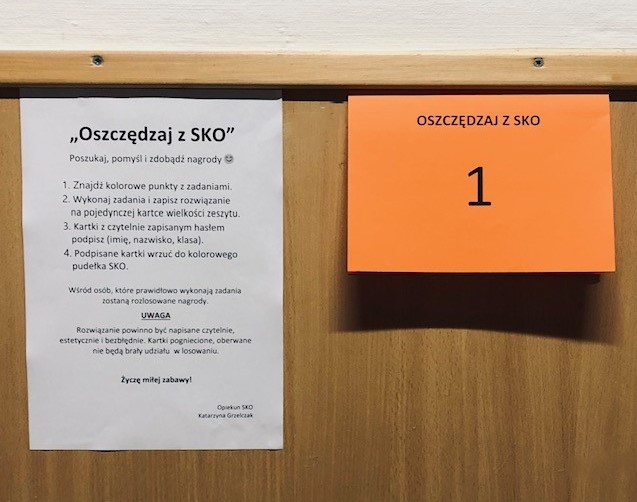 „Oszczędzaj z SKO”
Poszukaj, pomyśl i zdobądź nagrody ☺
1. Znajdź kolorowe punkty z zadaniami.
2. Wykonaj zadania i zapisz rozwiązanie
na pojedynczej kartce wielkości zeszytu.
3. Kartki z czytelnie zapisanym hasłem
podpisz (imię, nazwisko, klasa).
4. Podpisane kartki wrzuć do kolorowego
pudełka SKO.
Wśród osób, które prawidłowo wykonają zadania
zostaną rozlosowane nagrody.
UWAGA
Rozwiązanie powinno być napisane czytelnie,
estetycznie i bezbłędnie. Kartki pogniecione, oberwane
nie będą brały udziału w losowaniu.
Życzę miłej zabawy!
Opiekun SKO
Katarzyna Grzelczak
OSZCZĘDZAJ Z SKO
1